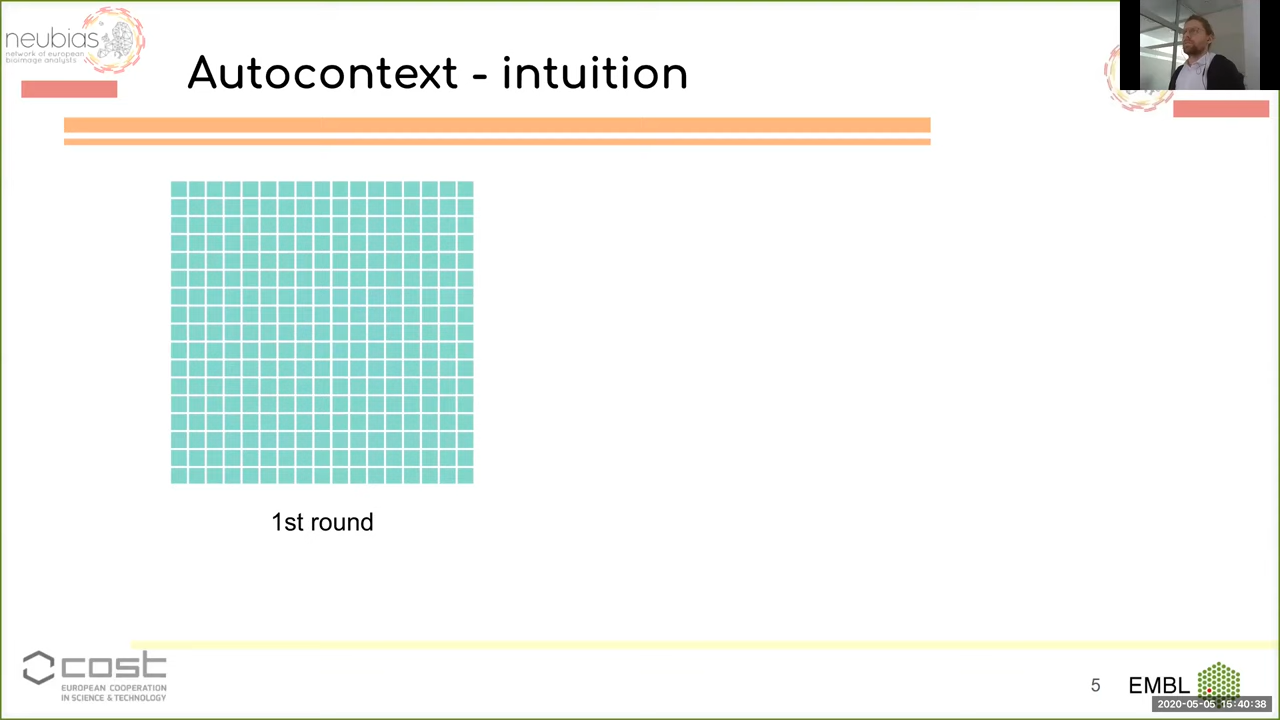 neubias
network of european
bioimage analysts
Autocontext - intuition
1st round
cost
EUROPEAN COOPERATION
IN SCIENCE & TECHNOLOGY
5
EMBL
2020-05-05 15:40:38